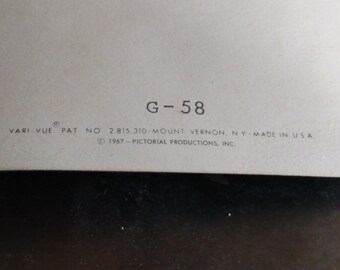 G-58
VARI-VUE® PAT. NO. 2,815,310·MOUNT VERNON, N.Y·MADE IN U.S.A.
© 1967 – PICTORIAL PRODUCTIONS, INC.